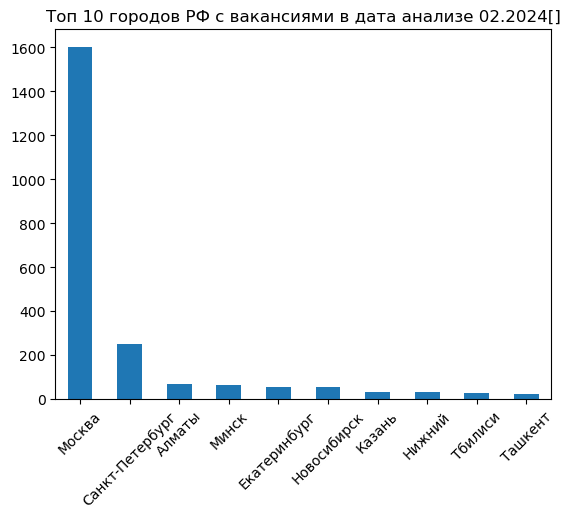 Топ 10 городов РФ с вакансиями в дата анализе 02.2024[]
1600
1400
1200
1000
800
600
400
200
0
Москва
Санкт-Петербург
Алматы
Минск
Екатеринбург
Новосибирск
Казань
Нижний
Тбилиси
Ташкент